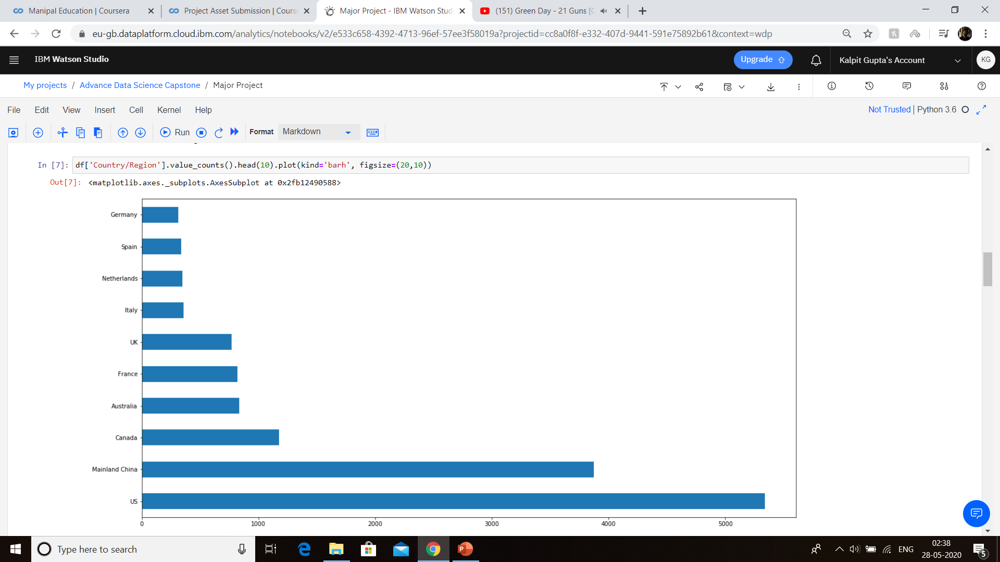 Manipal Education | Coursera
Project Asset Submission | Cours
Major Project - IBM Watson Stud
(151) Green Day - 21 Guns [
eu-gb.dataplatform.cloud.ibm.com/analytics/notebooks/v2/e533c658-4392-4713-96ef-57ee3f58019a?projectid=cc8a0f8f-e332-407d-9441-591e75892b61&context=wdp
IBM Watson Studio
Upgrade
Kalpit Gupta's Account
KG
My projects / Advance Data Science Capstone / Major Project
File Edit View Insert Cell Kernel Help
Not Trusted | Python 3.6
Run
Format
Markdown
In [7]: df['Country/Region'].value_counts().head(10).plot(kind='barh', figsize=(20,10))
Out[7]: <matplotlib.axes._subplots.AxesSubplot at 0x2fb12490588>
Germany
Spain
Netherlands
Italy
UK
France
Australia
Canada
Mainland China
US
0 1000 2000 3000 4000 5000
Type here to search
ENG
02:38
28-05-2020
5